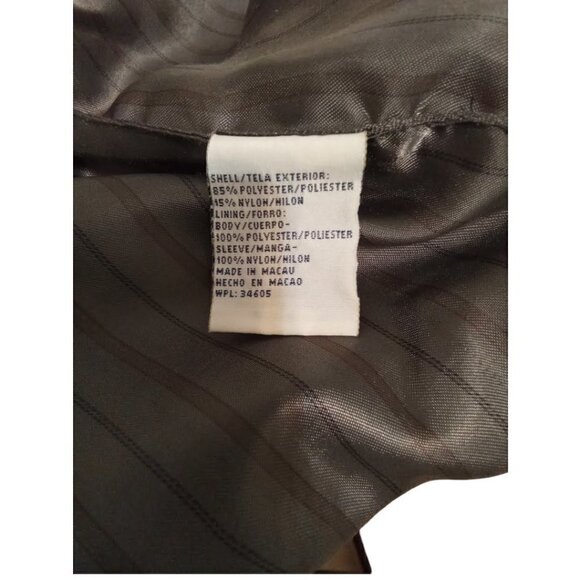 SHELL/TELA EXTERIOR:
85% POLYESTER/POLIESTER
15% NYLON/NILON
LINING/FORRO:
BODY/CUERPO-
100% POLYESTER/POLIESTER
SLEEVE/MANGA-
100% NYLON/NILON
MADE IN MACAU
HECHO EN MACAO
WPL: 34605